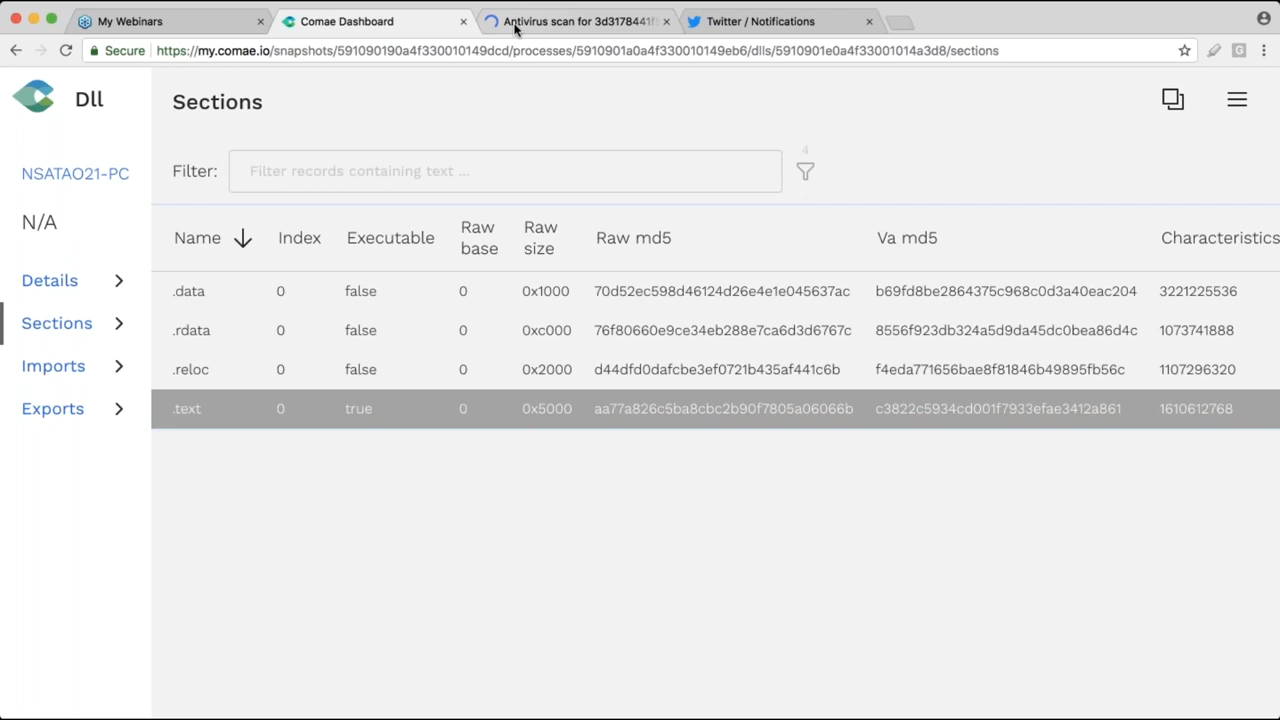 My Webinars
Comae Dashboard
Antivirus scan for 3d3178441f
Twitter / Notifications
Secure
https://my.comae.io/snapshots/591090190a4f330010149dcd/processes/5910901a0a4f330010149eb6/dlls/5910901e0a4f33001014a3d8/sections
G
Dll
Sections
NSATAO21-PC
Filter:
Filter records containing text ...
4
N/A
Name Index Executable Raw base Raw size Raw md5 Va md5 Characteristics
Details
.data 0 false 0 0x1000 70d52ec598d46124d26e4e1e045637ac b69fd8be2864375c968c0d3a40eac204 3221225536
Sections
.rdata 0 false 0 0xc000 76f80660e9ce34eb288e7ca6d3d6767c 8556f923db324a5d9da45dc0bea86d4c 1073741888
Imports
.reloc 0 false 0 0x2000 d44dfd0dafcbe3ef0721b435af441c6b f4eda771656bae8f81846b49895fb56c 1107296320
Exports
.text 0 true 0 0x5000 aa77a826c5ba8cbc2b90f7805a06066b c3822c5934cd001f7933efae3412a861 1610612768